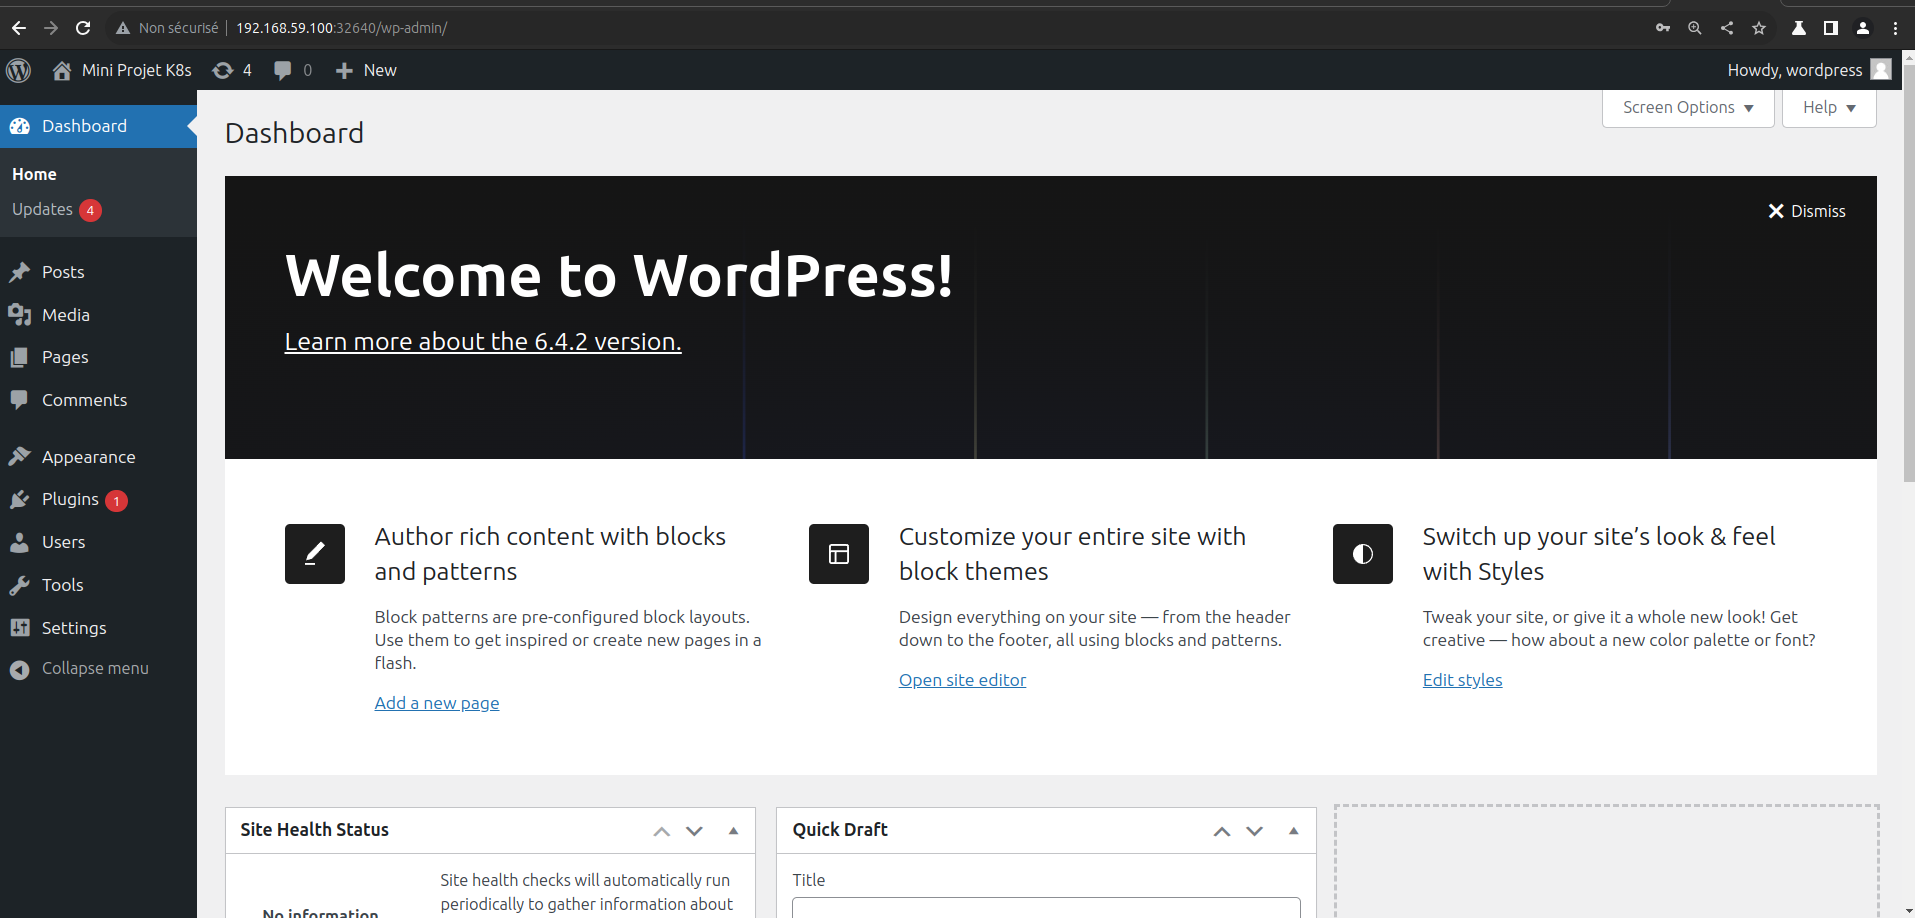 Non sécurisé 192.168.59.100:32640/wp-admin/
Mini Projet K8s 4 0 New Howdy, wordpress
Dashboard
Home
Updates 4
Posts
Media
Pages
Comments
Appearance
Plugins 1
Users
Tools
Settings
Collapse menu
Screen Options Help
Dashboard
Dismiss
Welcome to WordPress!
Learn more about the 6.4.2 version.
Author rich content with blocks
and patterns
Block patterns are pre-configured block layouts.
Use them to get inspired or create new pages in a
flash.
Add a new page
Customize your entire site with
block themes
Design everything on your site — from the header
down to the footer, all using blocks and patterns.
Open site editor
Switch up your site’s look & feel
with Styles
Tweak your site, or give it a whole new look! Get
creative — how about a new color palette or font?
Edit styles
Site Health Status
No information
Site health checks will automatically run
periodically to gather information about
Quick Draft
Title